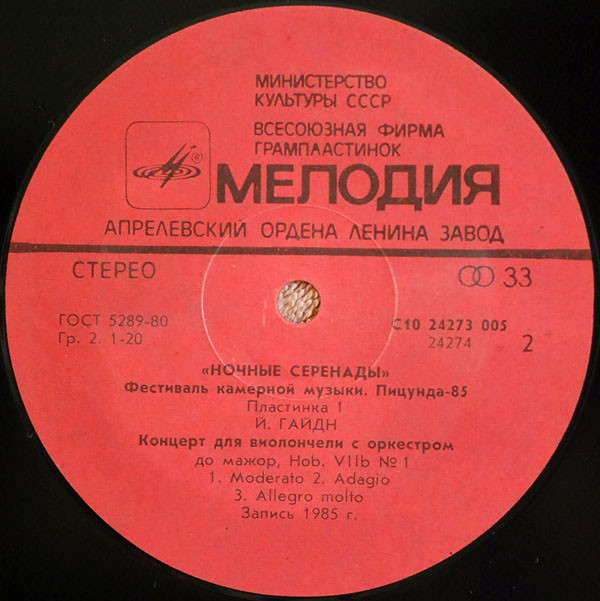 МИНИСТЕРСТВО
КУЛЬТУРЫ СССР
ВСЕСОЮЗНАЯ ФИРМА
ГРАМПЛАСТИНОК
®
МЕЛОДИЯ
АПРЕЛЕВСКИЙ ОРДЕНА ЛЕНИНА ЗАВОД
СТЕРЕО
33
ГОСТ 5289-80
Гр. 2. 1-20
С10 24273 005
24274
2
«НОЧНЫЕ СЕРЕНАДЫ»
Фестиваль камерной музыки. Пицунда-85
Пластинка 1
Й. ГАЙДН
Концерт для виолончели с оркестром
до мажор, Hob. VIIb № 1
1. Moderato 2. Adagio
3. Allegro molto
Запись 1985 г.